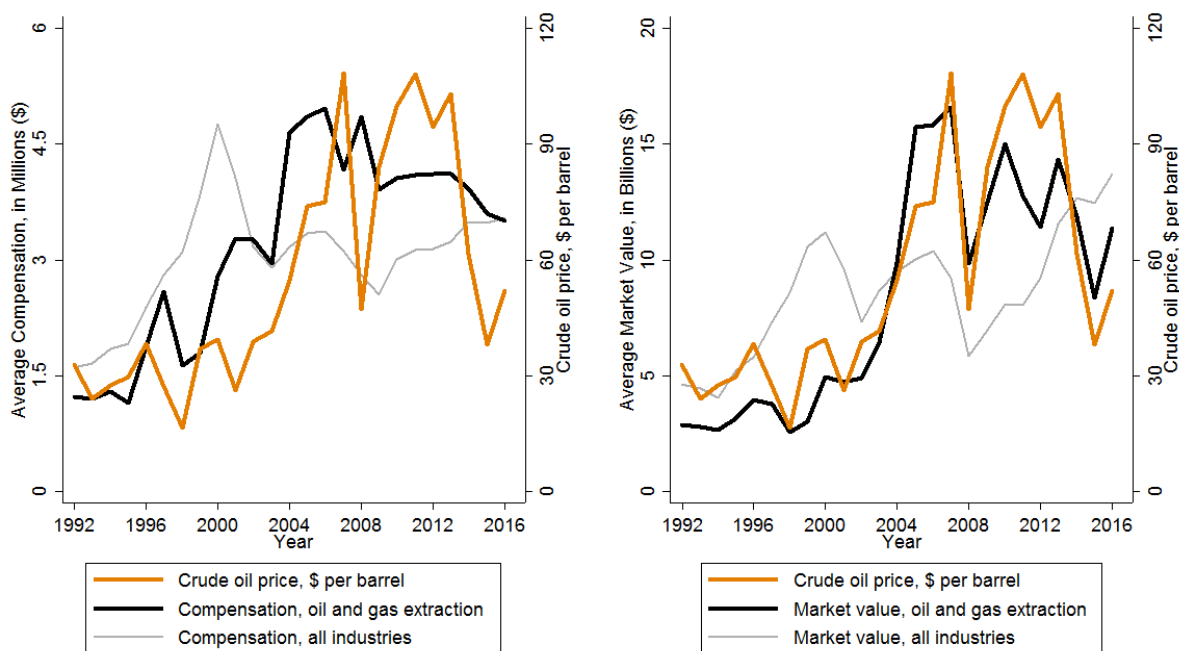 Average Compensation, in Millions ($)
6
4.5
3
1.5
0
120
90
60
30
0
Crude oil price, $ per barrel
1992 1996 2000 2004 2008 2012 2016
Year
Crude oil price, $ per barrel
Compensation, oil and gas extraction
Compensation, all industries
Average Market Value, in Billions ($)
20
15
10
5
0
120
90
60
30
0
Crude oil price, $ per barrel
1992 1996 2000 2004 2008 2012 2016
Year
Crude oil price, $ per barrel
Market value, oil and gas extraction
Market value, all industries